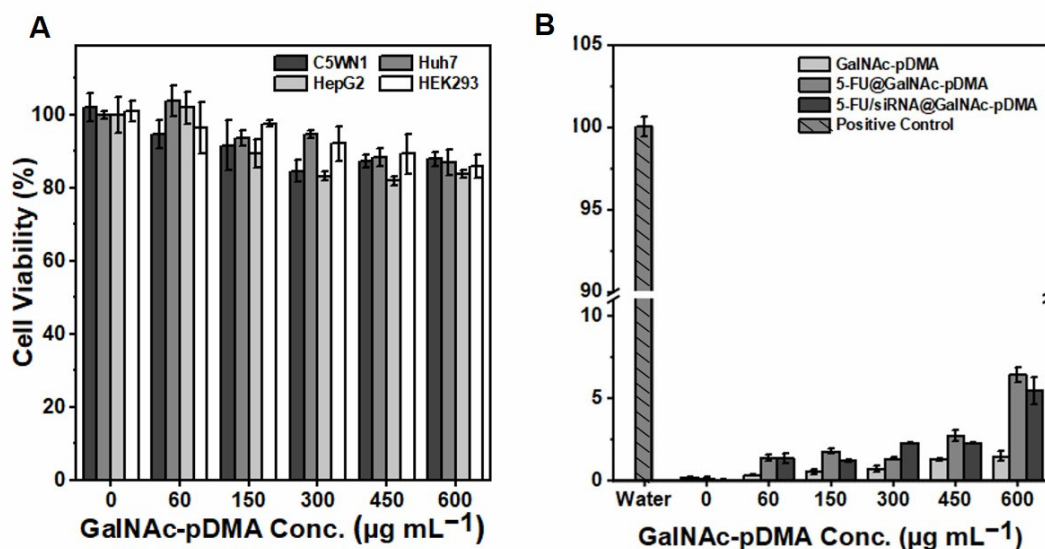 A
C5WN1 Huh7
HepG2 HEK293
100
80
60
40
20
0
Cell Viability (%)
0 60 150 300 450 600
GalNAc-pDMA Conc. (µg mL⁻¹)
B
105
100
95
90
5
0
GalNAc-pDMA
5-FU@GalNAc-pDMA
5-FU/siRNA@GalNAc-pDMA
Positive Control
Water 0 60 150 300 450 600
GalNAc-pDMA Conc. (µg mL⁻¹)